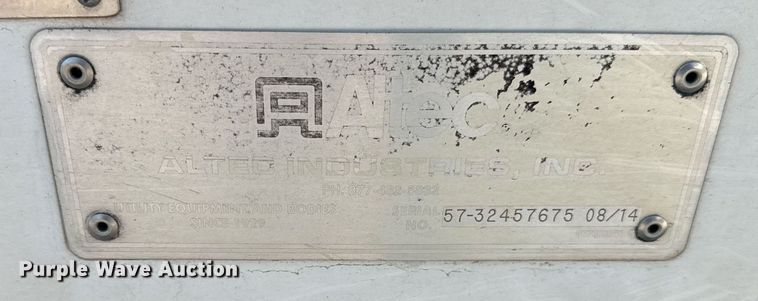 Altec
ALTEC INDUSTRIES, INC.
UTILITY EQUIPMENT AND BODIES
SINCE 1929
SERIAL NO. 57-32457675 08/14
Purple Wave Auction